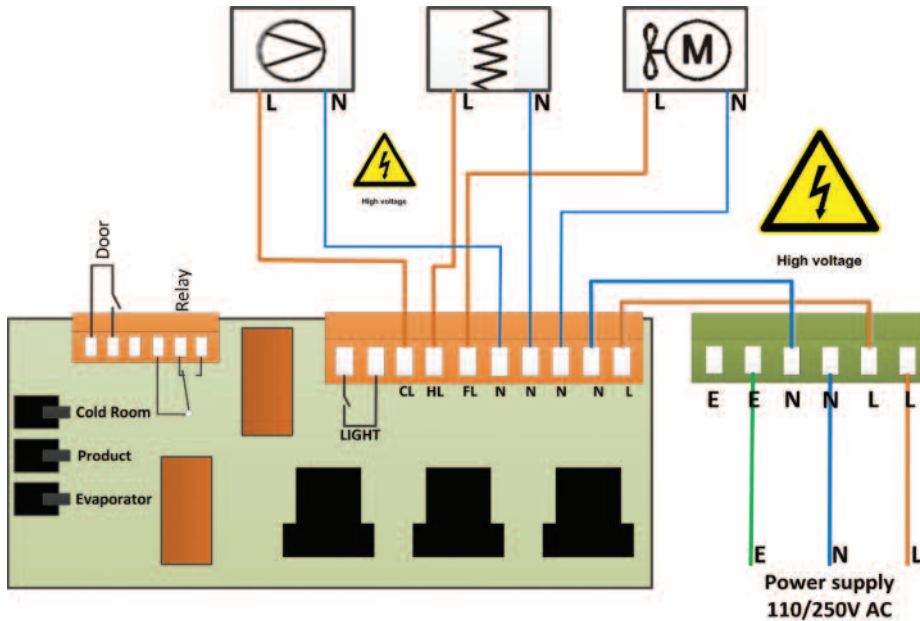 M
L N L N L N
High voltage
High voltage
Door
Relay
CL HL FL N N N N L
E E N N L L
LIGHT
Cold Room
Product
Evaporator
E N L
Power supply
110/250V AC